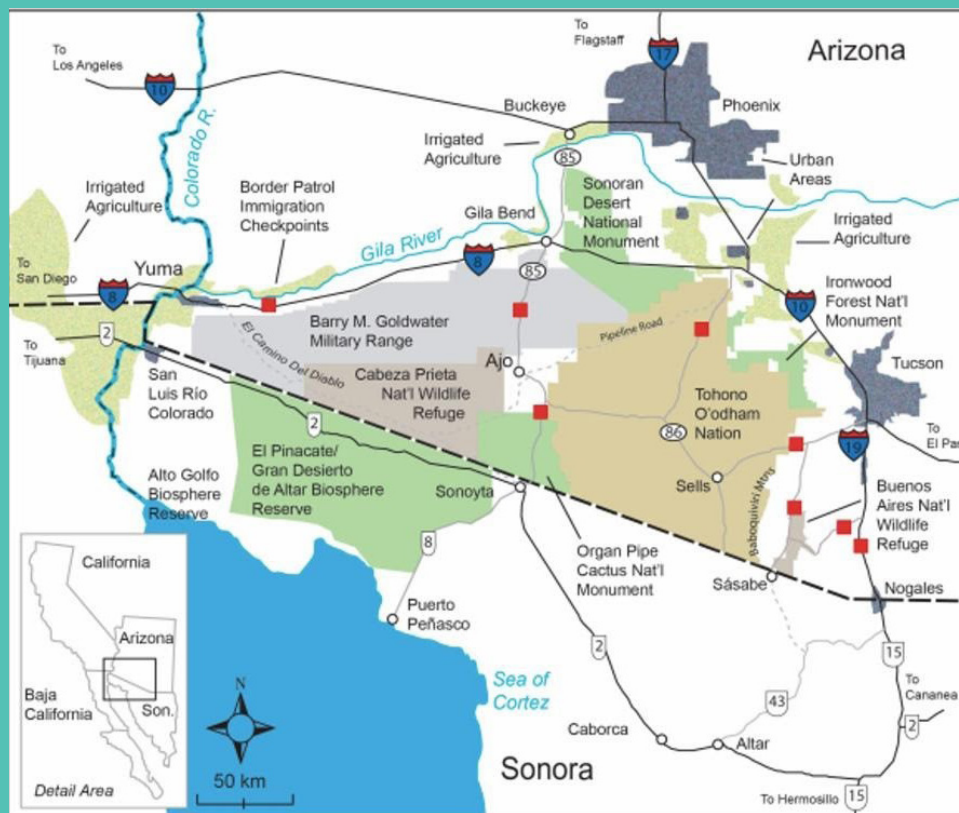 To
Flagstaff
Arizona
17
To
Los Angeles
10
Buckeye
Phoenix
Colorado R.
Irrigated
Agriculture
85
Urban
Areas
Irrigated
Agriculture
Border Patrol
Immigration
Checkpoints
Gila Bend
Sonoran
Desert
National
Monument
Irrigated
Agriculture
Gila River
To
San Diego
8
Yuma
8
85
Ironwood
Forest Nat'l
Monument
10
2
To
Tijuana
El Camino Del Diablo
Barry M. Goldwater
Military Range
Pipeline Road
Ajo
Tucson
San
Luis Río
Colorado
Cabeza Prieta
Nat'l Wildlife
Refuge
Tohono
O'odham
Nation
2
86
19
To
El Pas
El Pinacate/
Gran Desierto
de Altar Biosphere
Reserve
Alto Golfo
Biosphere
Reserve
Sonoyta
Sells
Baboquiviri Mtns
Buenos
Aires Nat'l
Wildlife
Refuge
8
Organ Pipe
Cactus Nat'l
Monument
Sásabe
Nogales
California
Arizona
Baja
California
Son.
Detail Area
Puerto
Peñasco
N
50 km
Sea of
Cortez
2
15
43
To
Cananea
2
Caborca
Altar
Sonora
To Hermosillo
15